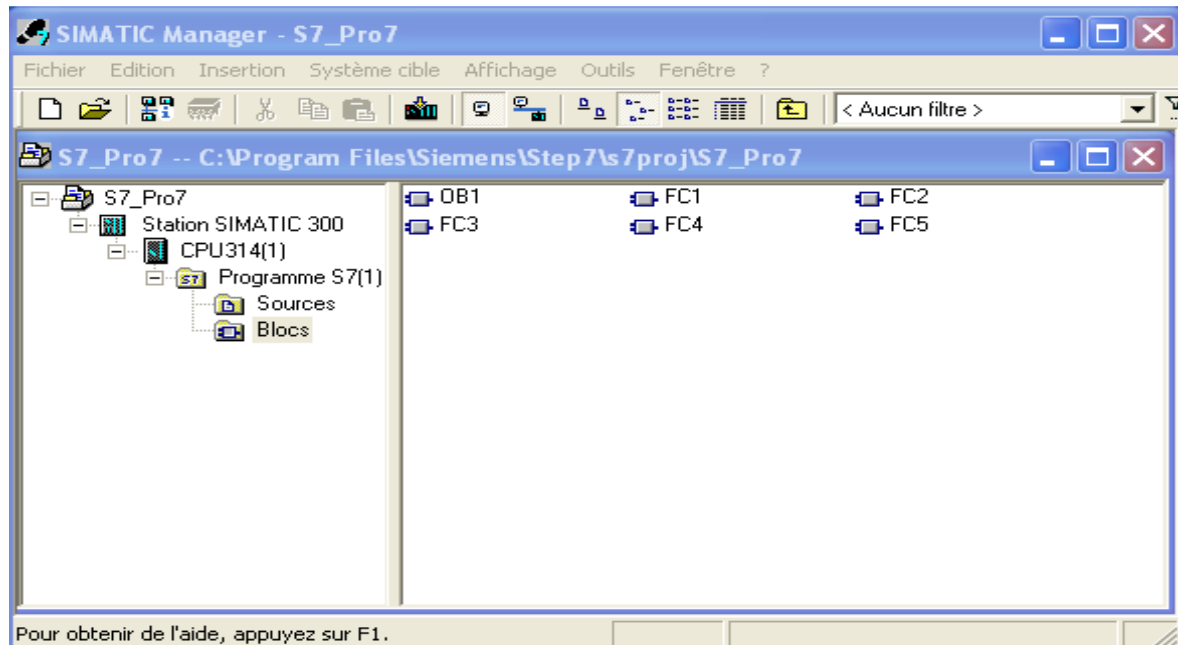 SIMATIC Manager - S7_Pro7
Fichier Edition Insertion Système cible Affichage Outils Fenêtre ?
< Aucun filtre >
S7_Pro7 -- C:\Program Files\Siemens\Step7\s7proj\S7_Pro7
S7_Pro7
Station SIMATIC 300
CPU314(1)
S7 Programme S7(1)
Sources
Blocs
OB1 FC1 FC2
FC3 FC4 FC5
Pour obtenir de l'aide, appuyez sur F1.